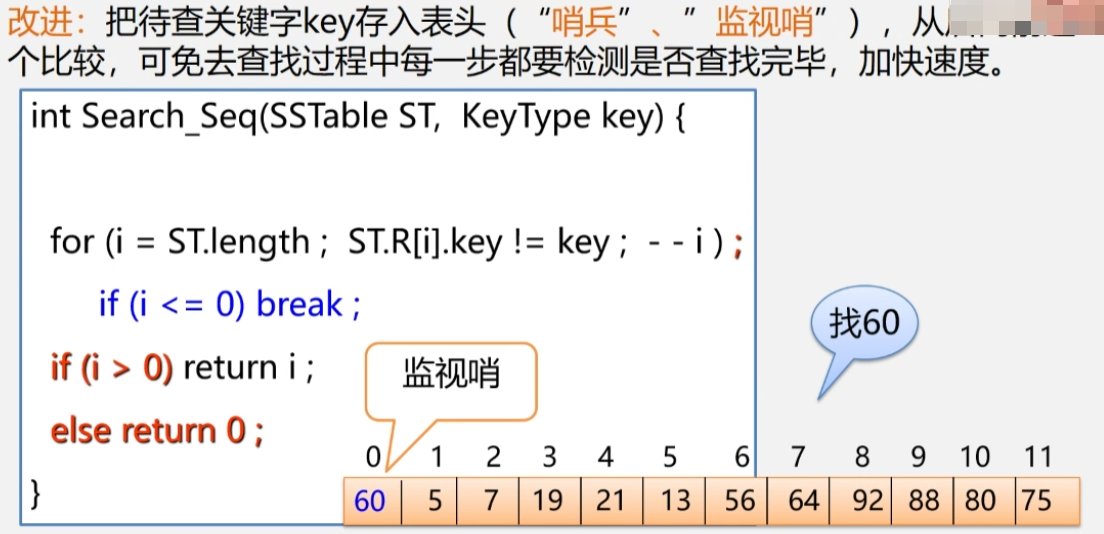 改进：把待查关键字key存入表头（“哨�”、”监视哨”），从
个比较，可免去查找过程中每一步都要检测是否查找完毕，加快速度。
int Search_Seq(SSTable ST, KeyType key) {
for (i = ST.length ; ST.R[i].key != key ; - - i ) ;
if (i <= 0) break ;
找60
if (i > 0) return i ;
监视哨
else return 0 ;
0 1 2 3 4 5 6 7 8 9 10 11
}
60 5 7 19 21 13 56 64 92 88 80 75